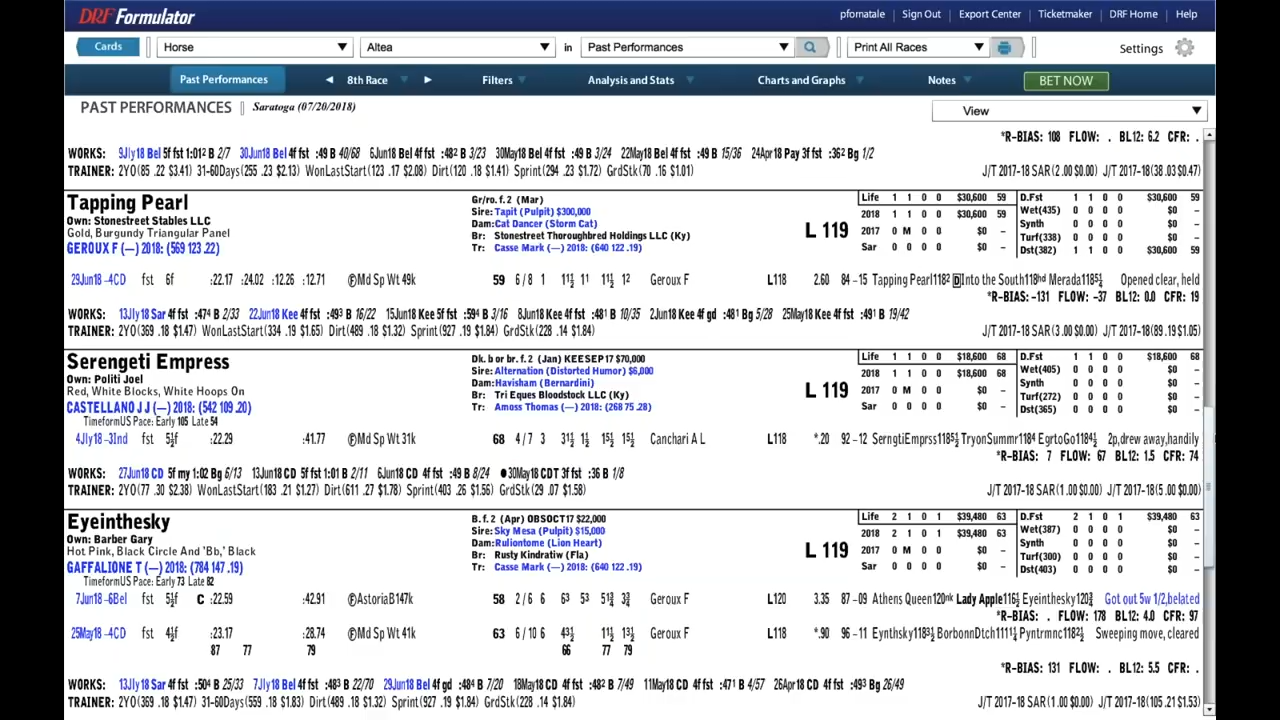 DRF Formulator
pfornatale | Sign Out | Export Center | Ticketmaker | DRF Home | Help
Cards Horse Altea in Past Performances Print All Races Settings
Past Performances 8th Race Filters Analysis and Stats Charts and Graphs Notes BET NOW
PAST PERFORMANCES Saratoga (07/20/2018) View
*R-BIAS: 108 FLOW: . BL12: 6.2 CFR: .
WORKS: 9Jly18 Bel 5f fst 1:01² B 2/7 30Jun18 Bel 4f fst :49 B 40/68 6Jun18 Bel 4f fst :48² B 3/23 30May18 Bel 4f fst :49 B 3/24 22May18 Bel 4f fst :49 B 15/36 24Apr18 Pay 3f fst :36² Bg 1/2
TRAINER: 2YO(85 .22 $3.41) 31-60Days(255 .23 $2.13) WonLastStart(123 .17 $2.08) Dirt(120 .18 $1.41) Sprint(294 .23 $1.72) GrdStk(70 .16 $1.01) J/T 2017-18 SAR(2 .00 $0.00) J/T 2017-18(38 .03 $0.47)
Tapping Pearl
Own: Stonestreet Stables LLC
Gold, Burgundy Triangular Panel
GEROUX F (—) 2018: (569 123 .22)
Gr/ro. f. 2 (Mar)
Sire: Tapit (Pulpit) $300,000
Dam: Cat Dancer (Storm Cat)
Br: Stonestreet Thoroughbred Holdings LLC (Ky)
Tr: Casse Mark (—) 2018: (640 122 .19)
L 119
Life 1 1 0 0 $30,600 59
2018 1 1 0 0 $30,600 59
2017 0 M 0 0 $0 –
Sar 0 0 0 0 $0 –
D.Fst 1 1 0 0 $30,600 59
Wet(435) 0 0 0 0 $0 –
Synth 0 0 0 0 $0 –
Turf(338) 0 0 0 0 $0 –
Dst(382) 1 1 0 0 $30,600 59
29Jun18 –4CD fst 6f :22.17 :24.02 :12.26 :12.71 ⒻMd Sp Wt 49k 59 6 / 8 1 11½ 11 11½ 12 Geroux F L118 2.60 84 –15 Tapping Pearl118² 🄳Into the South118ʰᵈ Merada118⁵¼ Opened clear, held
*R-BIAS: –131 FLOW: –37 BL12: 0.0 CFR: 19
WORKS: 13Jly18 Sar 4f fst :47⁴ B 2/33 22Jun18 Kee 4f fst :49³ B 16/22 15Jun18 Kee 5f fst :59⁴ B 3/16 8Jun18 Kee 4f fst :48¹ B 10/35 2Jun18 Kee 4f gd :48¹ Bg 5/28 25May18 Kee 4f fst :49¹ B 19/42
TRAINER: 2YO(369 .18 $1.47) WonLastStart(334 .19 $1.65) Dirt(489 .18 $1.32) Sprint(927 .19 $1.84) GrdStk(228 .14 $1.84) J/T 2017-18 SAR(3 .00 $0.00) J/T 2017-18(89 .19 $1.05)
Serengeti Empress
Own: Politi Joel
Red, White Blocks, White Hoops On
CASTELLANO J J (—) 2018: (542 109 .20)
TimeformUS Pace: Early 105 Late 54
Dk. b or br. f. 2 (Jan) KEESEP 17 $70,000
Sire: Alternation (Distorted Humor) $6,000
Dam: Havisham (Bernardini)
Br: Tri Eques Bloodstock LLC (Ky)
Tr: Amoss Thomas (—) 2018: (268 75 .28)
L 119
Life 1 1 0 0 $18,600 68
2018 1 1 0 0 $18,600 68
2017 0 M 0 0 $0 –
Sar 0 0 0 0 $0 –
D.Fst 1 1 0 0 $18,600 68
Wet(405) 0 0 0 0 $0 –
Synth 0 0 0 0 $0 –
Turf(272) 0 0 0 0 $0 –
Dst(365) 0 0 0 0 $0 –
4Jly18 –3Ind fst 5½f :22.29 :41.77 ⒻMd Sp Wt 31k 68 4 / 7 3 31½ 1½ 15½ 15½ Canchari A L L118 *.20 92 –12 SerngtiEmprss118⁵½ TryonSummr118⁴ EgrtoGo118⁴½ 2p,drew away,handily
*R-BIAS: 7 FLOW: 67 BL12: 1.5 CFR: 74
WORKS: 27Jun18 CD 5f my 1:02 Bg 6/13 13Jun18 CD 5f fst 1:01 B 2/11 6Jun18 CD 4f fst :49 B 8/24 ●30May18 CDT 3f fst :36 B 1/8
TRAINER: 2YO(77 .30 $2.38) WonLastStart(183 .21 $1.27) Dirt(611 .27 $1.78) Sprint(403 .26 $1.56) GrdStk(29 .07 $1.58) J/T 2017-18 SAR(1 .00 $0.00) J/T 2017-18(5 .00 $0.00)
Eyeinthesky
Own: Barber Gary
Hot Pink, Black Circle And 'Bb,' Black
GAFFALIONE T (—) 2018: (784 147 .19)
TimeformUS Pace: Early 73 Late 82
B. f. 2 (Apr) OBSOCT 17 $22,000
Sire: Sky Mesa (Pulpit) $15,000
Dam: Ruliontome (Lion Heart)
Br: Rusty Kindratiw (Fla)
Tr: Casse Mark (—) 2018: (640 122 .19)
L 119
Life 2 1 0 1 $39,480 63
2018 2 1 0 1 $39,480 63
2017 0 M 0 0 $0 –
Sar 0 0 0 0 $0 –
D.Fst 2 1 0 1 $39,480 63
Wet(387) 0 0 0 0 $0 –
Synth 0 0 0 0 $0 –
Turf(300) 0 0 0 0 $0 –
Dst(403) 0 0 0 0 $0 –
7Jun18 –6Bel fst 5½f C :22.59 :42.91 ⒻAstoriaB147k 58 2 / 6 6 63 53 51¾ 3¾ Geroux F L120 3.35 87 –09 Athens Queen120ⁿᵏ Lady Apple116½ Eyeinthesky120¾ Got out 5w 1/2,belated
*R-BIAS: . FLOW: 178 BL12: 4.0 CFR: 97
25May18 –4CD fst 4½f :23.17 :28.74 ⒻMd Sp Wt 41k 63 6 / 10 6 43½ 11½ 13½ Geroux F L118 *.90 96 –11 Eynthsky118³½ BorbonnDtch111¹¼ Pyntrmnc118²½ Sweeping move, cleared
87 77 79 66 77 79
*R-BIAS: 131 FLOW: . BL12: 5.5 CFR: .
WORKS: 13Jly18 Sar 4f fst :50⁴ B 25/33 7Jly18 Bel 4f fst :48³ B 22/70 29Jun18 Bel 4f gd :48⁴ B 7/20 18May18 CD 4f fst :48² B 7/49 11May18 CD 4f fst :47¹ B 4/57 26Apr18 CD 4f fst :49³ Bg 26/49
TRAINER: 2YO(369 .18 $1.47) 31-60Days(559 .18 $1.83) Dirt(489 .18 $1.32) Sprint(927 .19 $1.84) GrdStk(228 .14 $1.84) J/T 2017-18 SAR(1 .00 $0.00) J/T 2017-18(105 .21 $1.53)